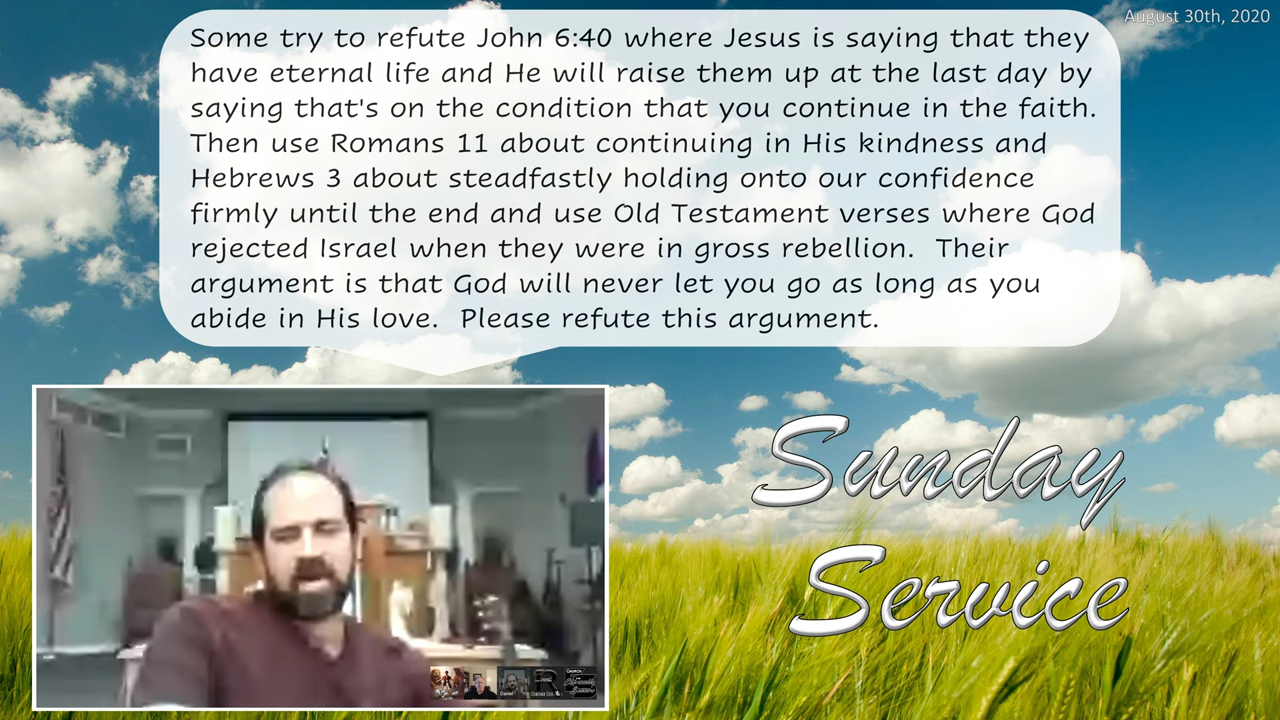 August 30th, 2020
Some try to refute John 6:40 where Jesus is saying that they
have eternal life and He will raise them up at the last day by
saying that's on the condition that you continue in the faith.
Then use Romans 11 about continuing in His kindness and
Hebrews 3 about steadfastly holding onto our confidence
firmly until the end and use Old Testament verses where God
rejected Israel when they were in gross rebellion.  Their
argument is that God will never let you go as long as you
abide in His love.  Please refute this argument.
Sunday
Service
Daniel